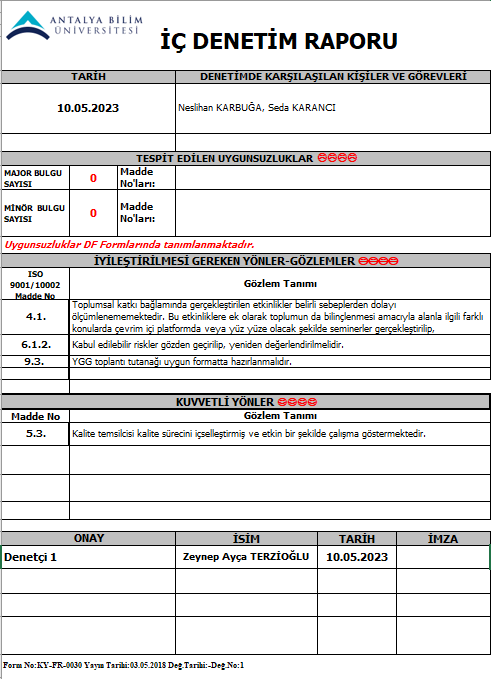 ANTALYA BİLİM
ÜNİVERSİTESİ
İÇ DENETİM RAPORU
TARİH
DENETİMDE KARŞILAŞILAN KİŞİLER VE GÖREVLERİ
10.05.2023
Neslihan KARBUĞA, Seda KARANCI
TESPİT EDİLEN UYGUNSUZLUKLAR
MAJOR BULGU
SAYISI
0
Madde
No'ları:
MİNÖR BULGU
SAYISI
0
Madde
No'ları:
Uygunsuzluklar DF Formlarında tanımlanmaktadır.
İYİLEŞTİRİLMESİ GEREKEN YÖNLER-GÖZLEMLER
ISO
9001/10002
Madde No
Gözlem Tanımı
4.1.
Toplumsal katkı bağlamında gerçekleştirilen etkinlikler belirli sebeplerden dolayı
ölçümlenememektedir. Bu etkinliklere ek olarak toplumun da bilinçlenmesi amacıyla alanla ilgili farklı
konularda çevrim içi platformda veya yüz yüze olacak şekilde seminerler gerçekleştirilip,
6.1.2.
Kabul edilebilir riskler gözden geçirilip, yeniden değerlendirilmelidir.
9.3.
YGG toplantı tutanağı uygun formatta hazırlanmalıdır.
KUVVETLİ YÖNLER
Madde No
Gözlem Tanımı
5.3.
Kalite temsilcisi kalite sürecini içselleştirmiş ve etkin bir şekilde çalışma göstermektedir.
ONAY
İSİM
TARİH
İMZA
Denetçi 1
Zeynep Ayça TERZİOĞLU
10.05.2023
Form No:KY-FR-0030 Yayın Tarihi:03.05.2018 Değ.Tarihi:-Değ.No:1